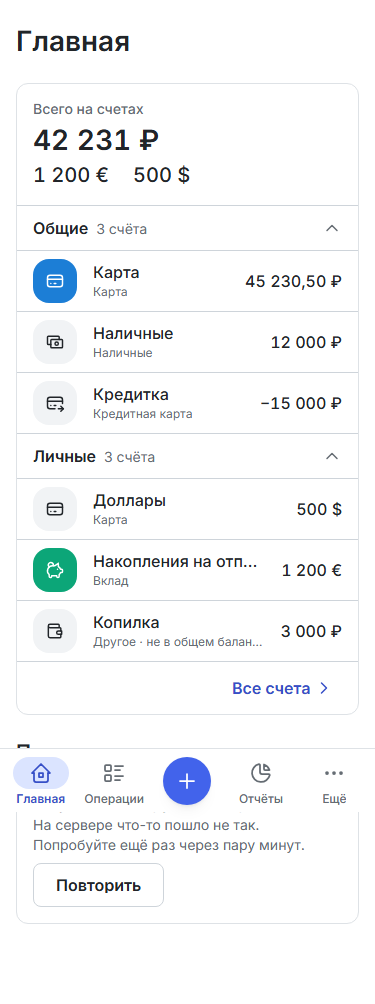 Главная
Всего на счетах
42 231 ₽
1 200 € 500 $
Общие 3 счёта
Карта
Карта
45 230,50 ₽
Наличные
Наличные
12 000 ₽
Кредитка
Кредитная карта
−15 000 ₽
Личные 3 счёта
Доллары
Карта
500 $
Накопления на отп...
Вклад
1 200 €
Копилка
Другое · не в общем балан...
3 000 ₽
Все счета
Главная
Операции
Отчёты
Ещё
На сервере что-то пошло не так.
Попробуйте ещё раз через пару минут.
Повторить